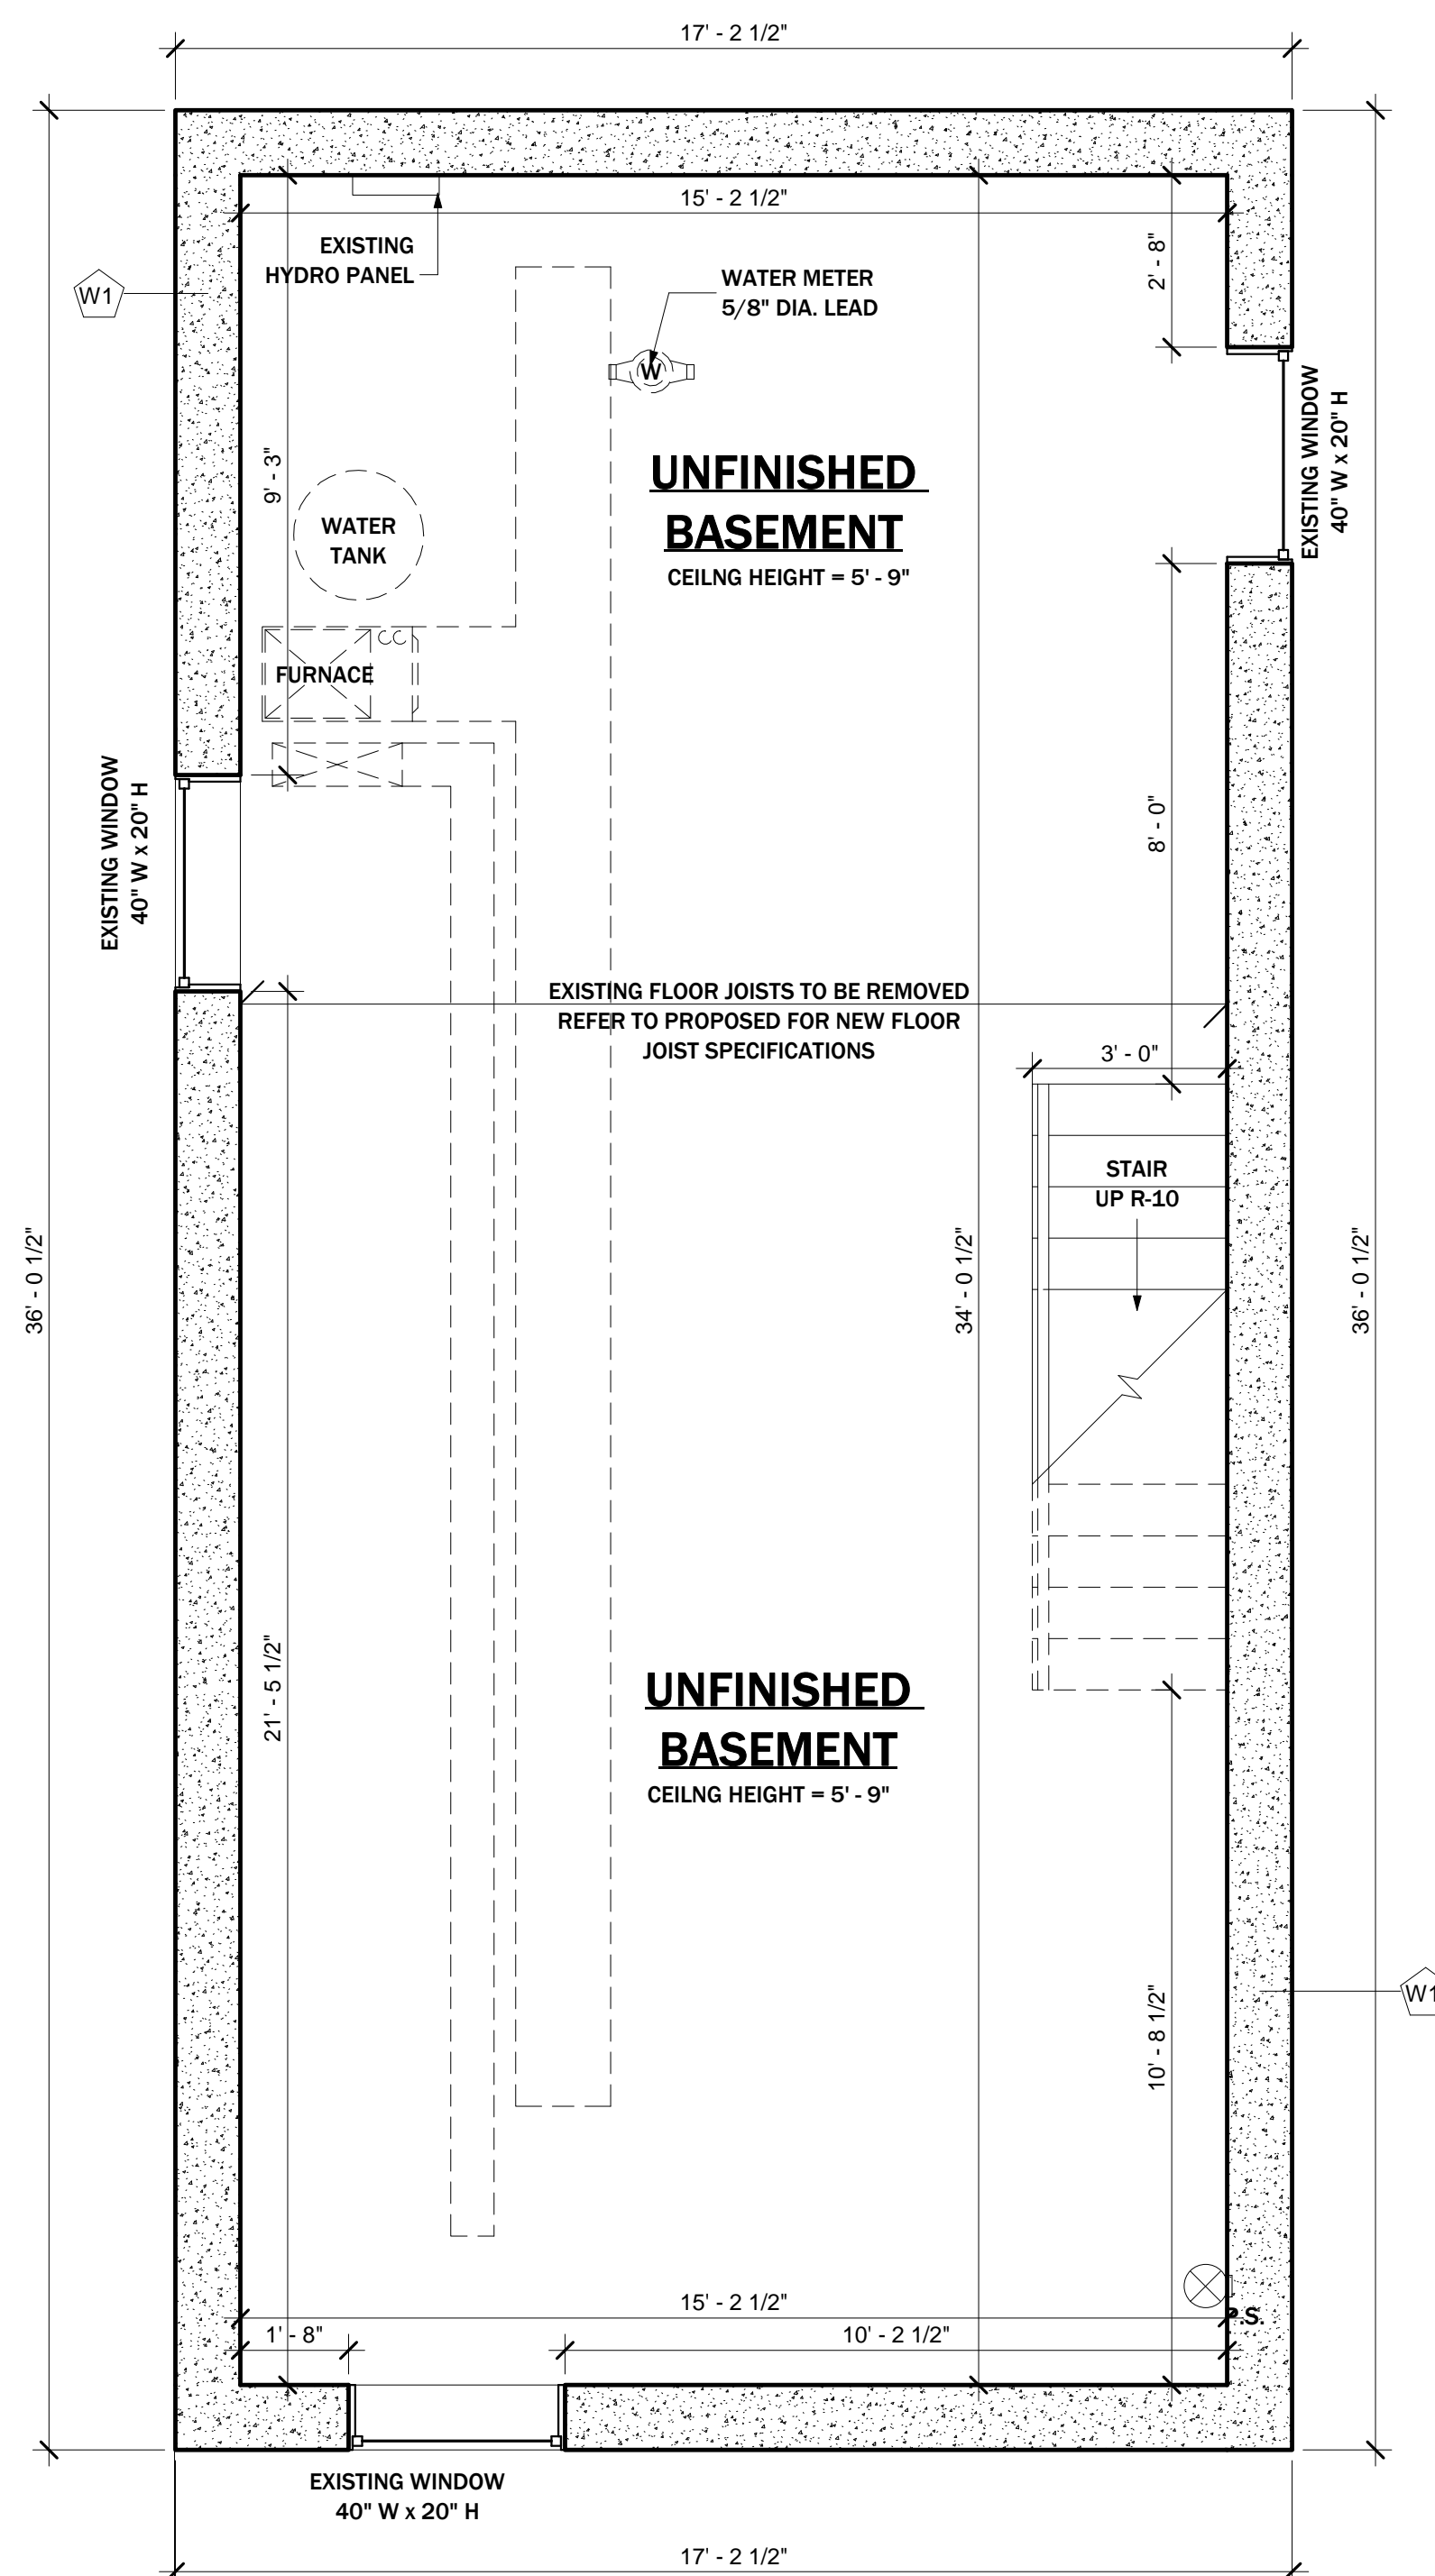 17' - 2 1/2"
15' - 2 1/2"
EXISTING
HYDRO PANEL
2' - 8"
W1
WATER METER
5/8" DIA. LEAD
W
EXISTING WINDOW
40" W x 20" H
9' - 3"
UNFINISHED
BASEMENT
CEILNG HEIGHT = 5' - 9"
WATER
TANK
FURNACE
EXISTING WINDOW
40" W x 20" H
8' - 0"
EXISTING FLOOR JOISTS TO BE REMOVED
REFER TO PROPOSED FOR NEW FLOOR
JOIST SPECIFICATIONS
3' - 0"
STAIR
UP R-10
36' - 0 1/2"
34' - 0 1/2"
36' - 0 1/2"
21' - 5 1/2"
UNFINISHED
BASEMENT
CEILNG HEIGHT = 5' - 9"
10' - 8 1/2"
W1
P.S.
15' - 2 1/2"
1' - 8"
10' - 2 1/2"
EXISTING WINDOW
40" W x 20" H
17' - 2 1/2"